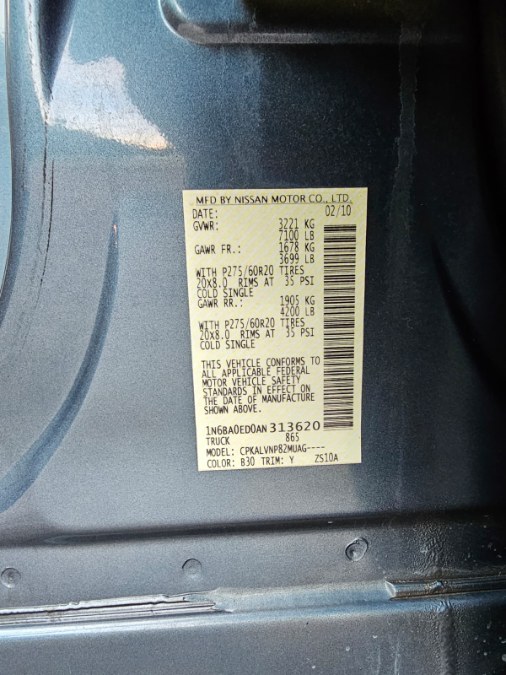 MFD BY NISSAN MOTOR CO., LTD.
DATE: 02/10
GVWR: 3221 KG
7100 LB
GAWR FR.: 1678 KG
3699 LB
WITH P275/60R20 TIRES
20X8.0 RIMS AT 35 PSI
COLD SINGLE
GAWR RR.: 1905 KG
4200 LB
WITH P275/60R20 TIRES
20X8.0 RIMS AT 35 PSI
COLD SINGLE
THIS VEHICLE CONFORMS TO
ALL APPLICABLE FEDERAL
MOTOR VEHICLE SAFETY
STANDARDS IN EFFECT ON
THE DATE OF MANUFACTURE
SHOWN ABOVE.
1N6BA0ED0AN313620
TRUCK 865
MODEL: CPKALVNP82MUAG----
COLOR: B30 TRIM: Y ZS10A